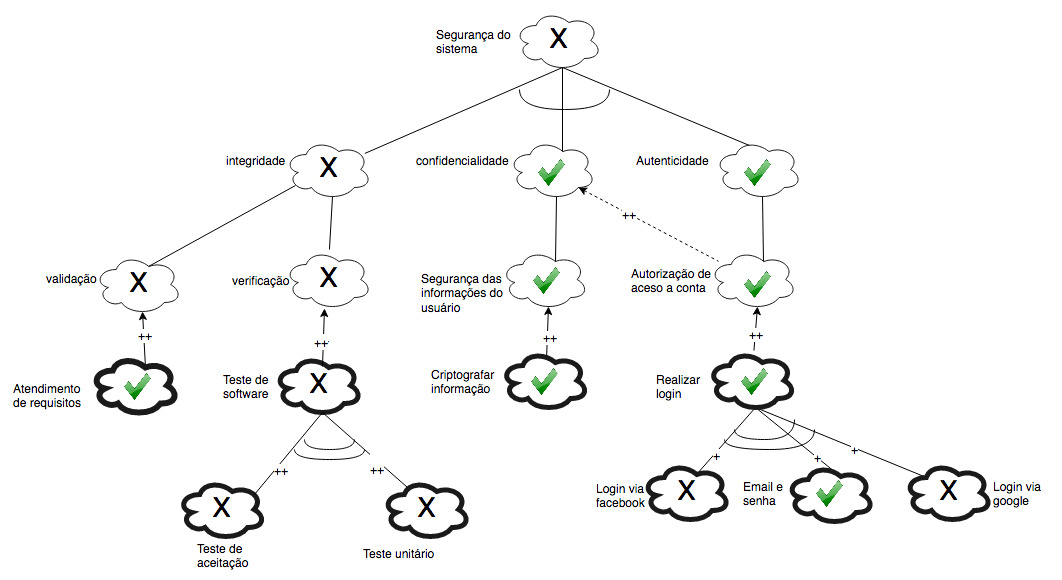 Segurança do
sistema
X
integridade
X
confidencialidade
Autenticidade
++
validação
X
verificação
X
Segurança das
informações do
usuário
Autorização de
aceso a conta
++
++
++
++
Atendimento
de requisitos
Teste de
software
X
Criptografar
informação
Realizar
login
++
++
+
+
+
X
Teste de
aceitação
X
Teste unitário
Login via
facebook
X
Email e
senha
X
Login via
google